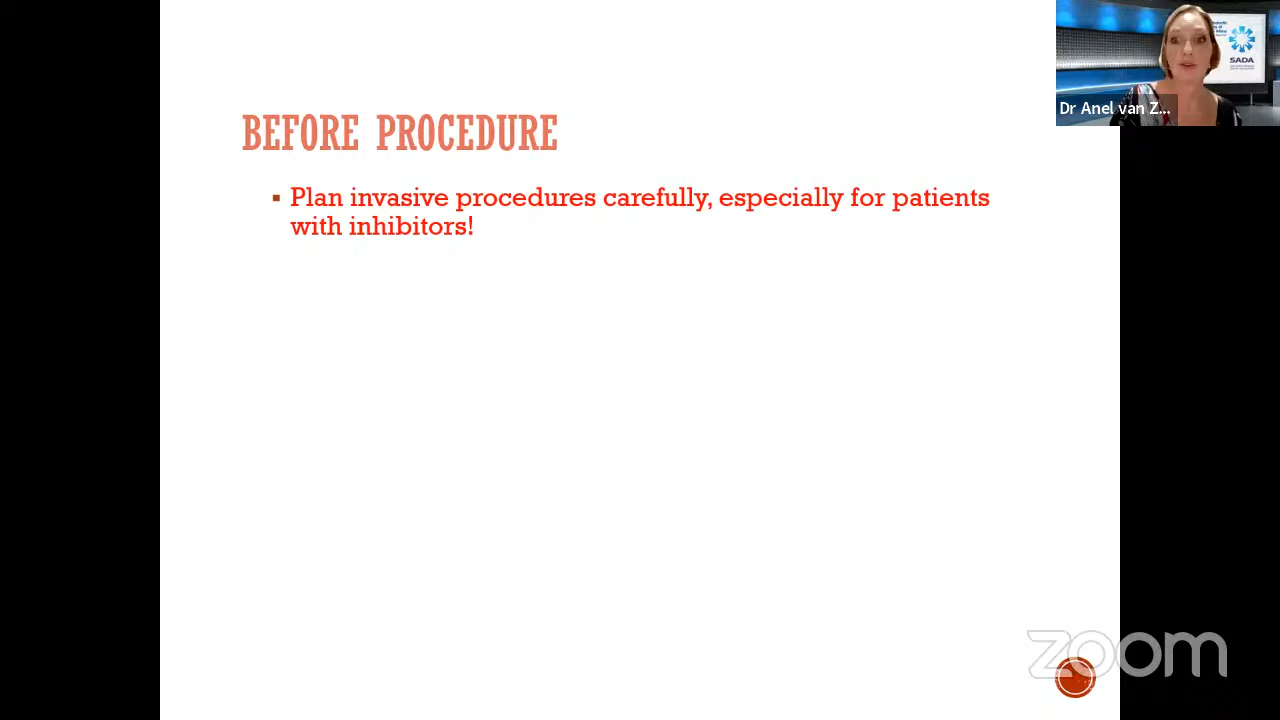 BEFORE PROCEDURE
▪ Plan invasive procedures carefully, especially for patients
with inhibitors!
SADA
Dr Anel van Z...
zoom